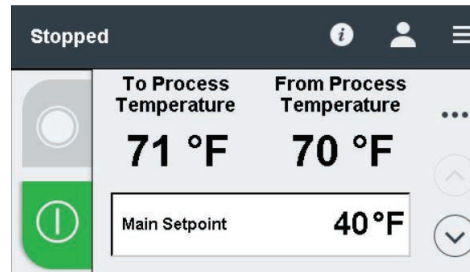 Stopped
To Process
Temperature
From Process
Temperature
71 °F
70 °F
Main Setpoint
40°F